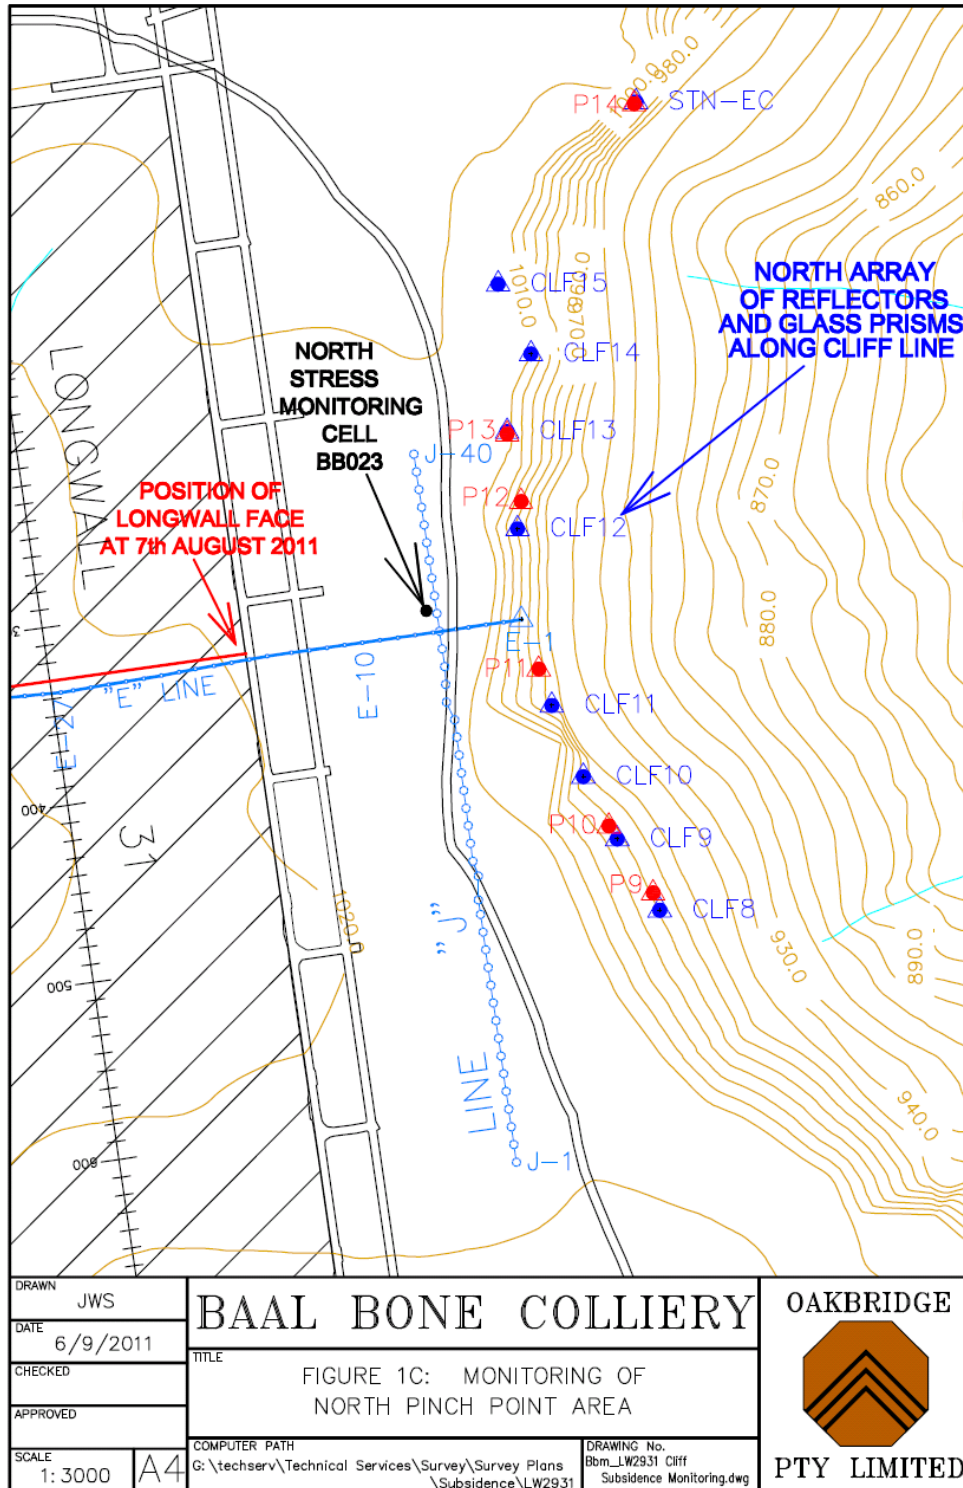 980.0
1000.0
P14
STN-EC
860.0
NORTH ARRAY
OF REFLECTORS
AND GLASS PRISMS
ALONG CLIFF LINE
CLF15
1010.0
970.0
CLF14
NORTH
STRESS
MONITORING
CELL
BB023
LONGWALL
P13
CLF13
J-40
870.0
POSITION OF
LONGWALL FACE
AT 7th AUGUST 2011
P12
CLF12
880.0
E-1
E-10
P11
"E" LINE
E-27
CLF11
CLF10
400
31
P10
CLF9
P9
CLF8
1020.0
"J"
LINE
930.0
890.0
500
940.0
600
J-1
DRAWN
JWS
DATE
6/9/2011
CHECKED
APPROVED
SCALE
1:3000
A4
BAAL BONE COLLIERY
TITLE
FIGURE 1C: MONITORING OF
NORTH PINCH POINT AREA
COMPUTER PATH
G:\techserv\Technical Services\Survey\Survey Plans
\Subsidence\LW2931
DRAWING No.
Bbm_LW2931 Cliff
Subsidence Monitoring.dwg
OAKBRIDGE
PTY LIMITED